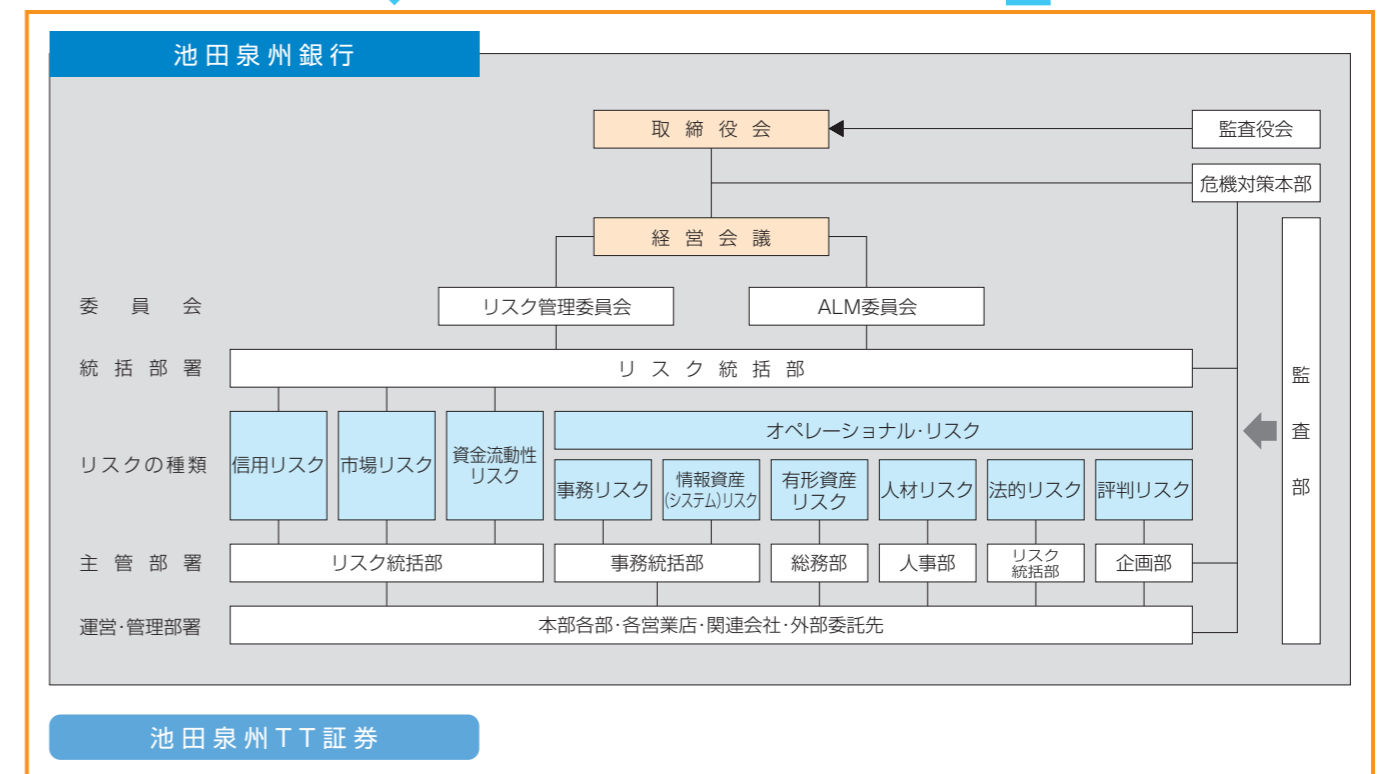 池田泉州銀行
取締役会
監査役会
危機対策本部
経営会議
委員会
リスク管理委員会
ALM委員会
統括部署
リスク統括部
監査部
リスクの種類
信用リスク
市場リスク
資金流動性
リスク
オペレーショナル・リスク
事務リスク
情報資産
(システム)リスク
有形資産
リスク
人材リスク
法的リスク
評判リスク
主管部署
リスク統括部
事務統括部
総務部
人事部
リスク
統括部
企画部
運営・管理部署
本部各部・各営業店・関連会社・外部委託先
池田泉州TT証券